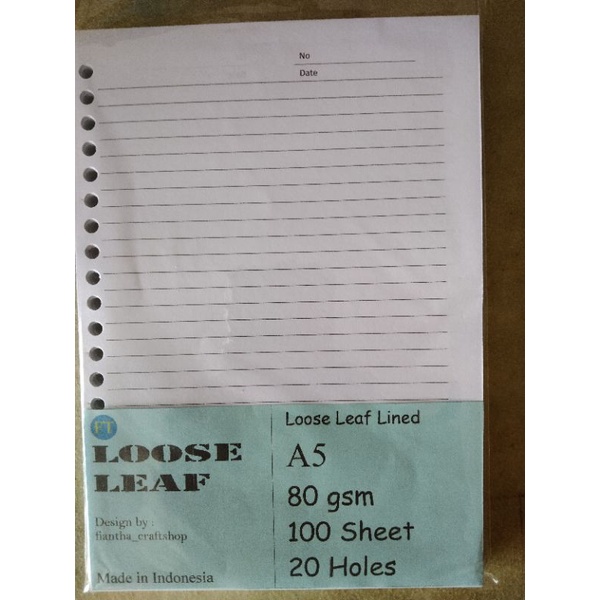 No
Date
FT
LOOSE
LEAF
Design by :
fiantha_craftshop
Made in Indonesia
Loose Leaf Lined
A5
80 gsm
100 Sheet
20 Holes